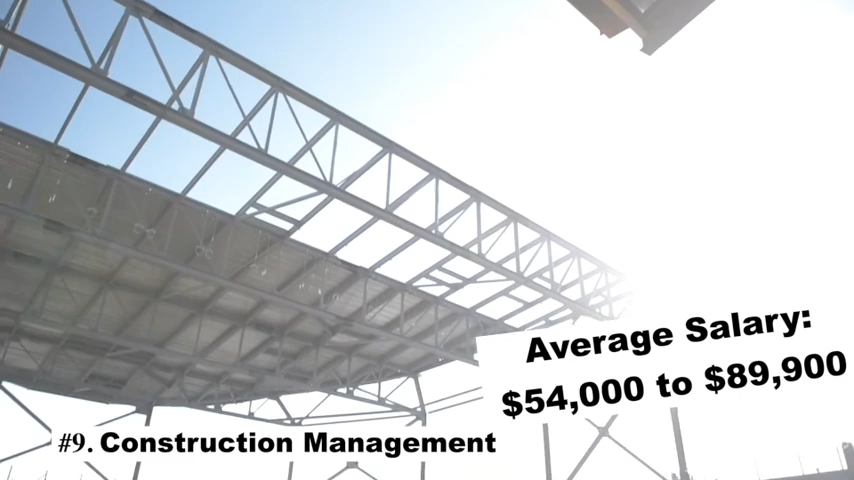 Average Salary:
$54,000 to $89,900
#9. Construction Management